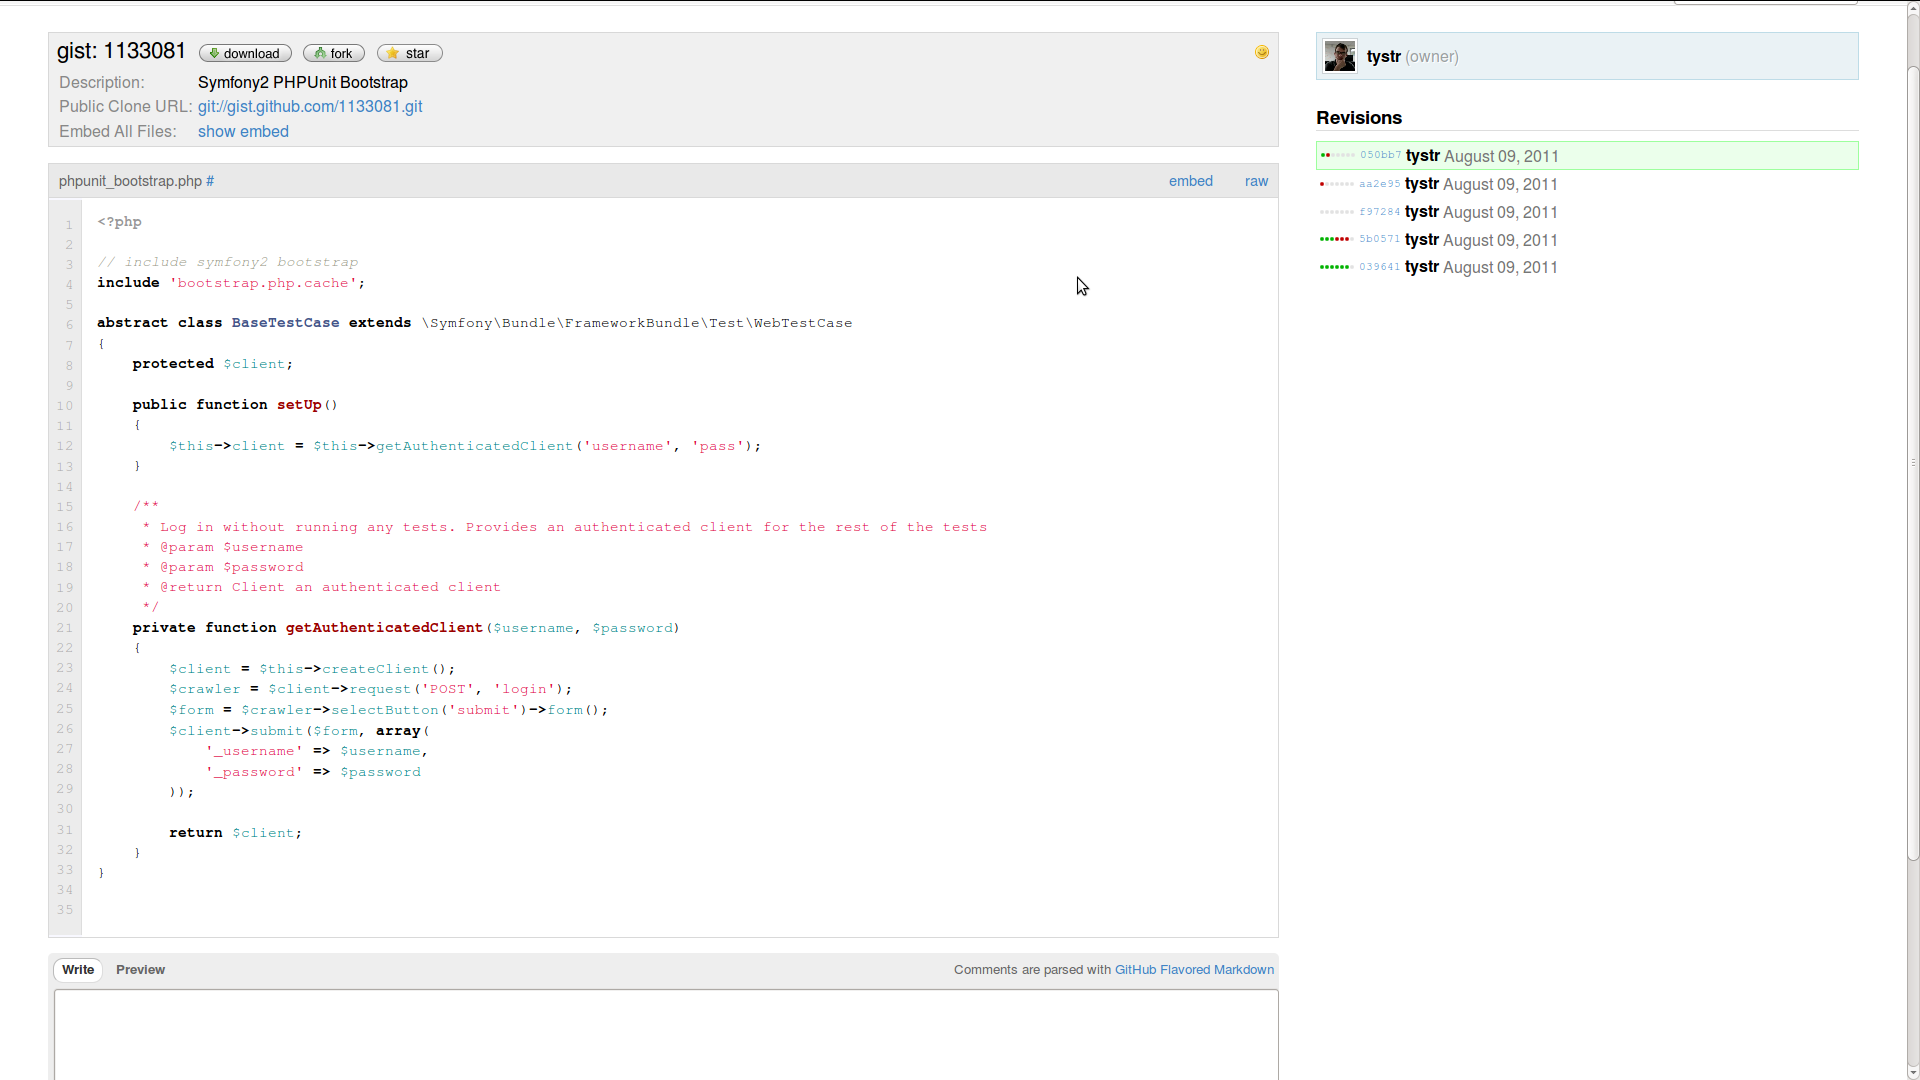 gist: 1133081 download fork star
Description: Symfony2 PHPUnit Bootstrap
Public Clone URL: git://gist.github.com/1133081.git
Embed All Files: show embed
phpunit_bootstrap.php # embed raw
1 <?php
2
3 // include symfony2 bootstrap
4 include 'bootstrap.php.cache';
5
6 abstract class BaseTestCase extends \Symfony\Bundle\FrameworkBundle\Test\WebTestCase
7 {
8     protected $client;
9
10     public function setUp()
11     {
12         $this->client = $this->getAuthenticatedClient('username', 'pass');
13     }
14
15     /**
16      * Log in without running any tests. Provides an authenticated client for the rest of the tests
17      * @param $username
18      * @param $password
19      * @return Client an authenticated client
20      */
21     private function getAuthenticatedClient($username, $password)
22     {
23         $client = $this->createClient();
24         $crawler = $client->request('POST', 'login');
25         $form = $crawler->selectButton('submit')->form();
26         $client->submit($form, array(
27             '_username' => $username,
28             '_password' => $password
29         ));
30
31         return $client;
32     }
33 }
34
35
Write Preview Comments are parsed with GitHub Flavored Markdown
tystr (owner)
Revisions
050bb7 tystr August 09, 2011
aa2e95 tystr August 09, 2011
f97284 tystr August 09, 2011
5b0571 tystr August 09, 2011
039641 tystr August 09, 2011